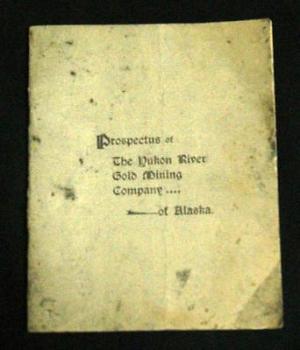 Prospectus of
The Yukon River
Gold Mining
Company ....
of Alaska.